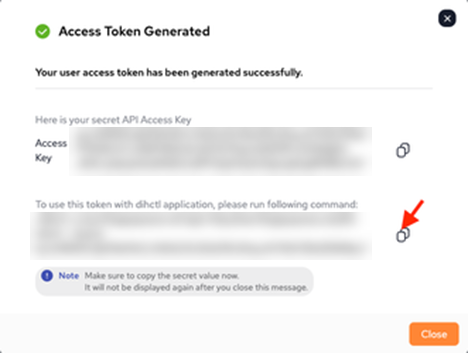 Access Token Generated
Your user access token has been generated successfully.
Here is your secret API Access Key
Access
Key
To use this token with dihctl application, please run following command:
Note Make sure to copy the secret value now.
It will not be displayed again after you close this message.
Close